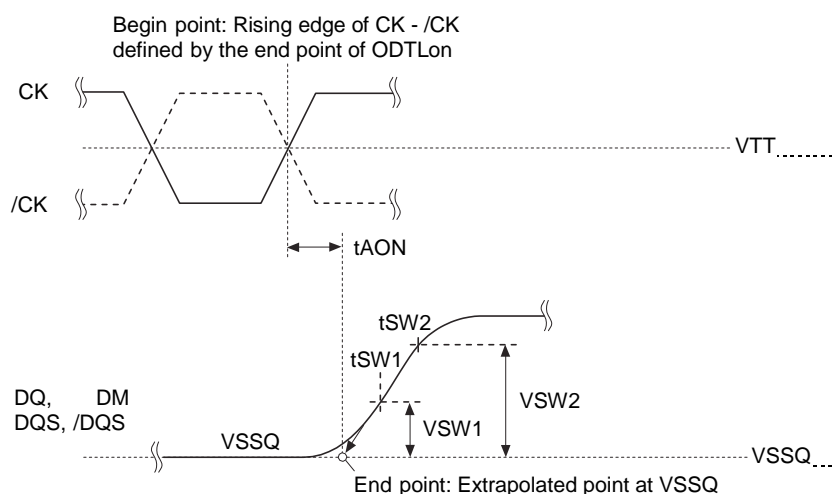 Begin point: Rising edge of CK - /CK
defined by the end point of ODTLon
CK
VTT
/CK
tAON
tSW2
tSW1
DQ, DM
DQS, /DQS
VSW2
VSW1
VSSQ
VSSQ
End point: Extrapolated point at VSSQ